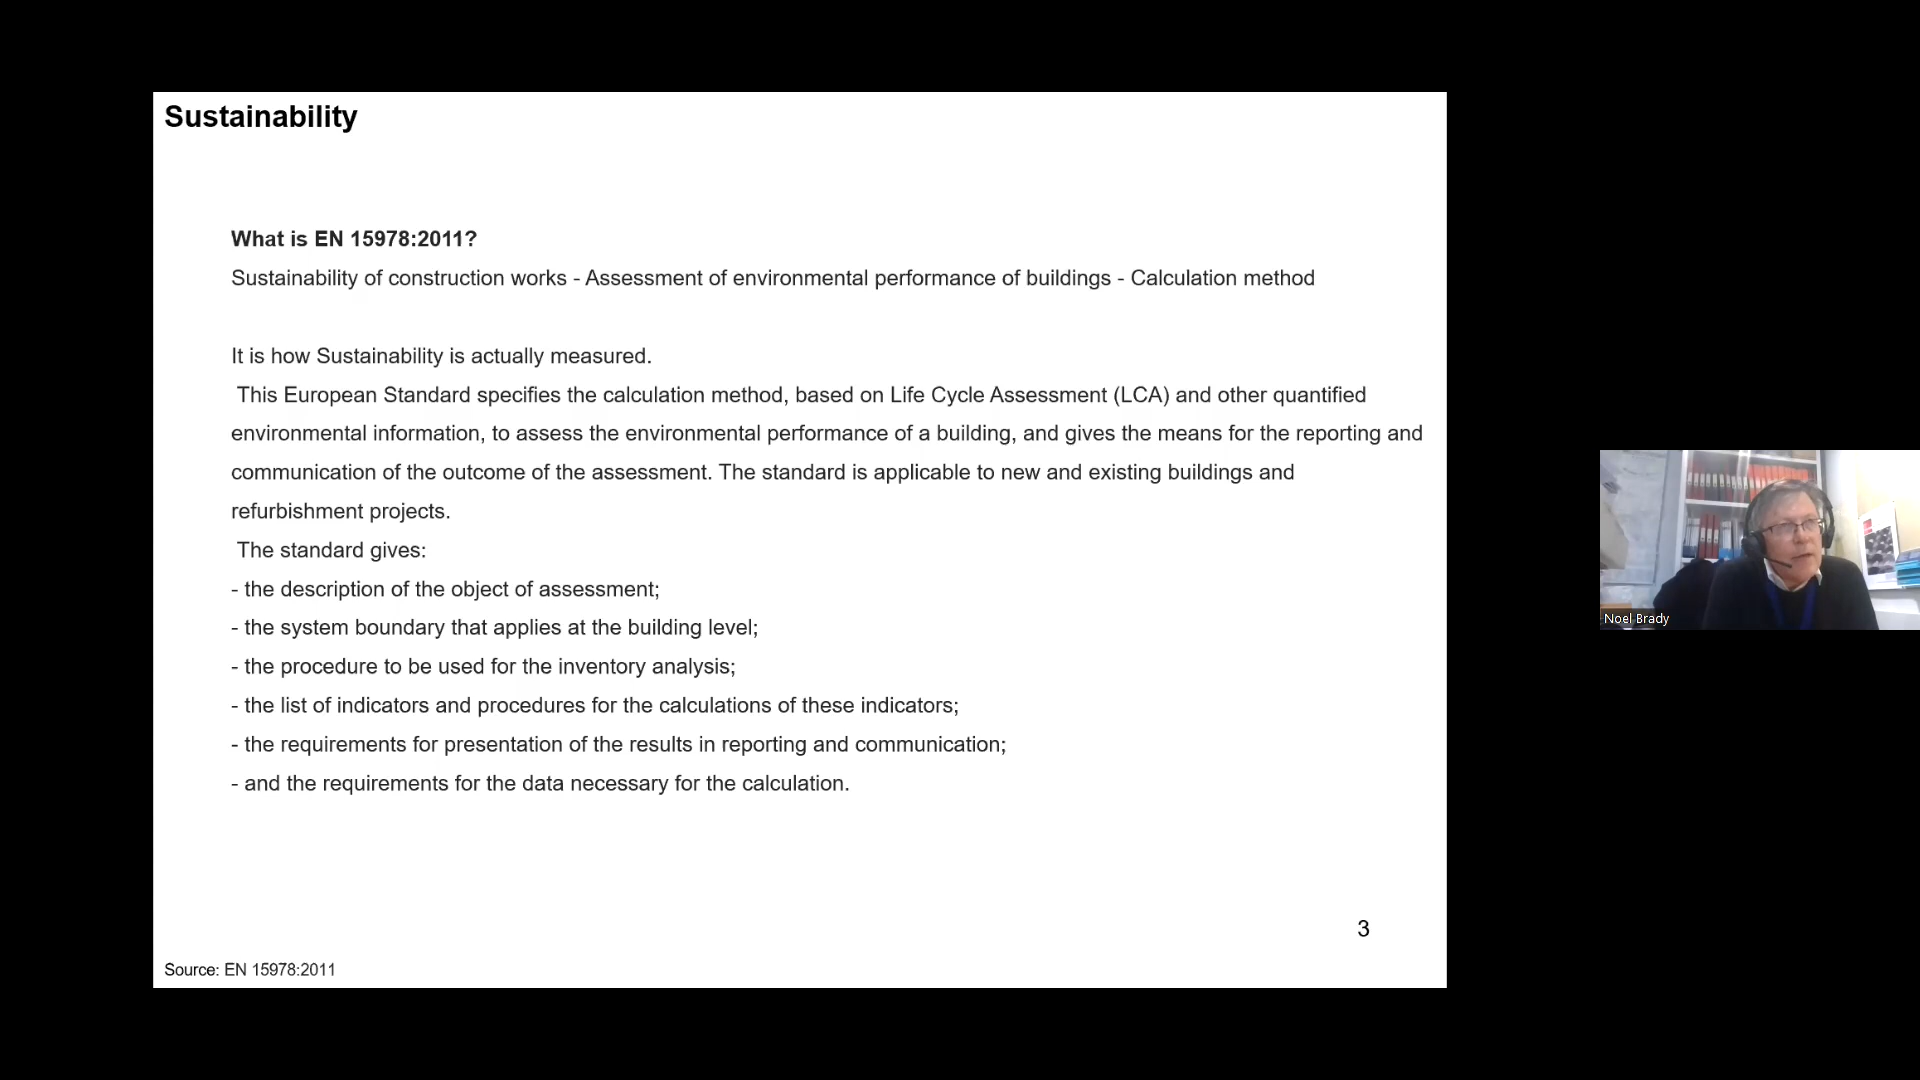 Sustainability
What is EN 15978:2011?
Sustainability of construction works - Assessment of environmental performance of buildings - Calculation method
It is how Sustainability is actually measured.
This European Standard specifies the calculation method, based on Life Cycle Assessment (LCA) and other quantified
environmental information, to assess the environmental performance of a building, and gives the means for the reporting and
communication of the outcome of the assessment. The standard is applicable to new and existing buildings and
refurbishment projects.
The standard gives:
- the description of the object of assessment;
- the system boundary that applies at the building level;
- the procedure to be used for the inventory analysis;
- the list of indicators and procedures for the calculations of these indicators;
- the requirements for presentation of the results in reporting and communication;
- and the requirements for the data necessary for the calculation.
3
Source: EN 15978:2011
Noel Brady